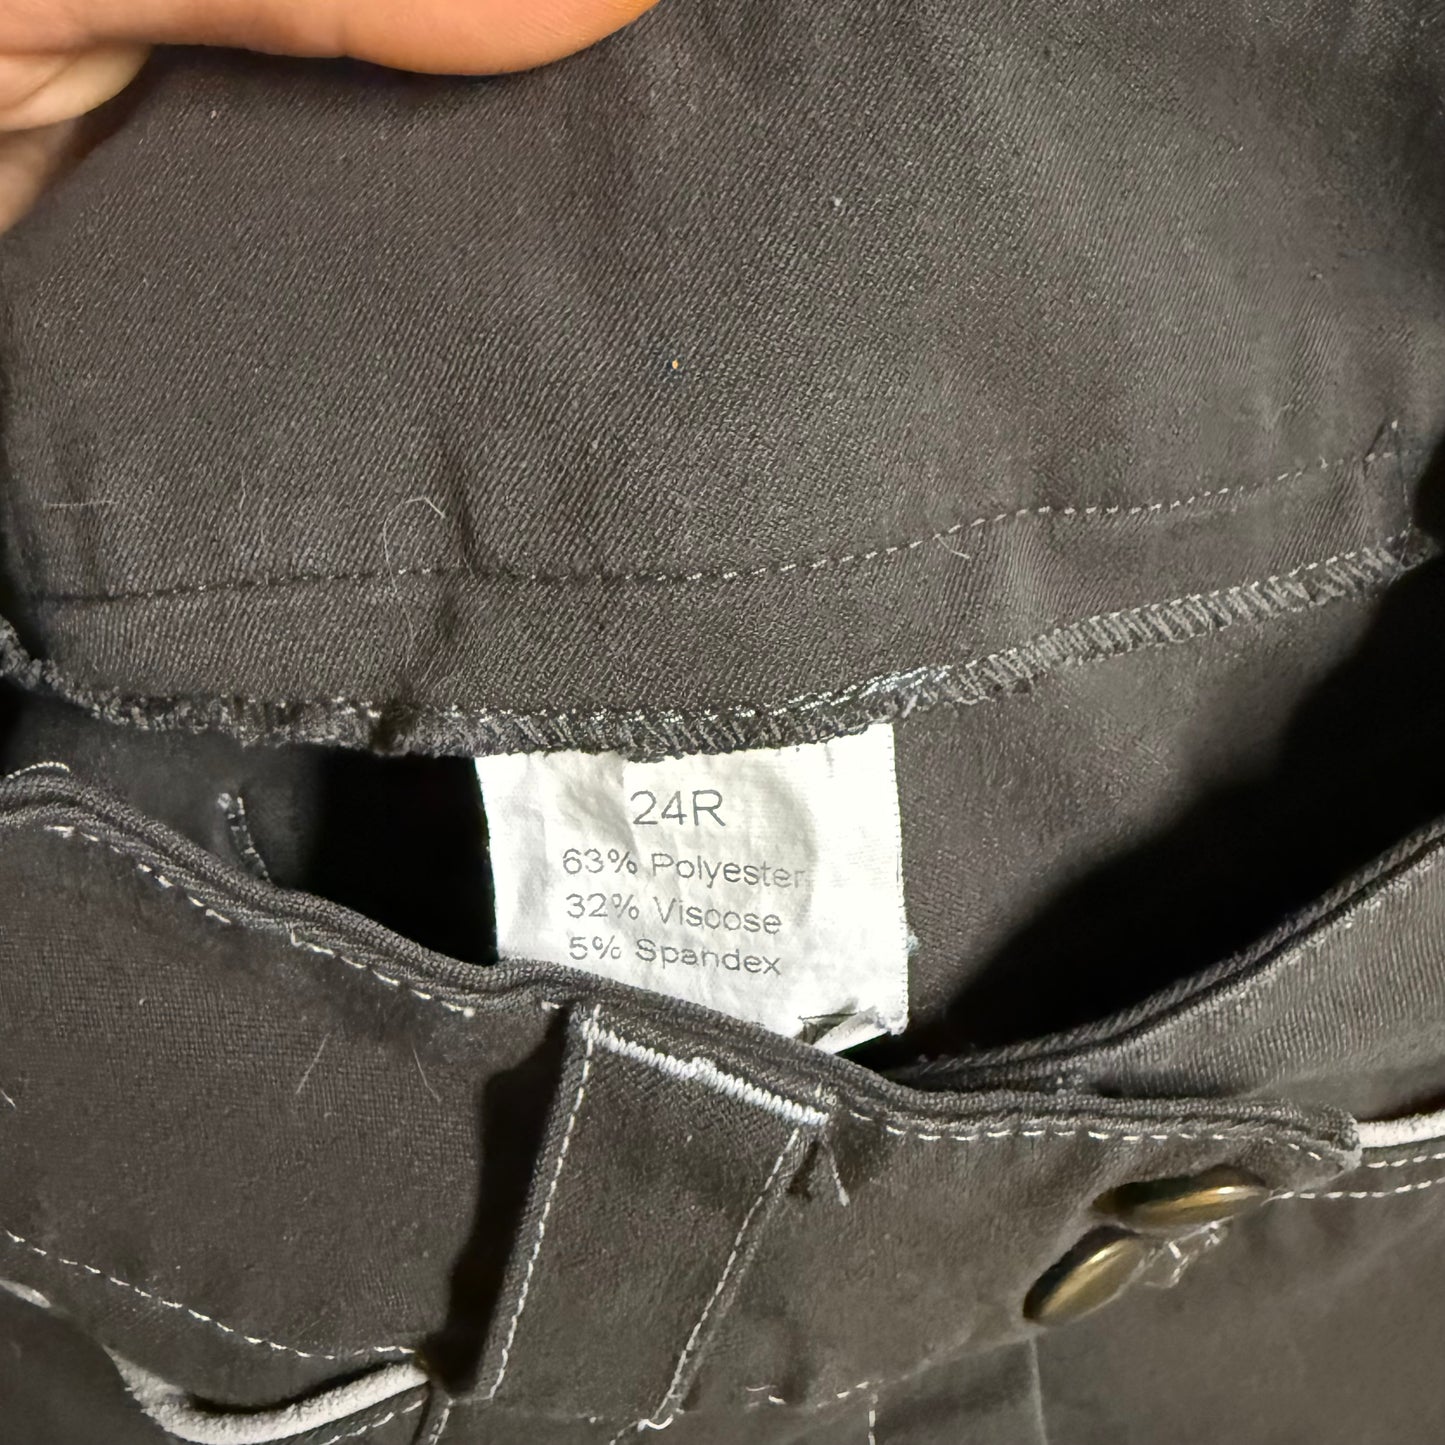 24R
63% Polyester
32% Viscose
5% Spandex